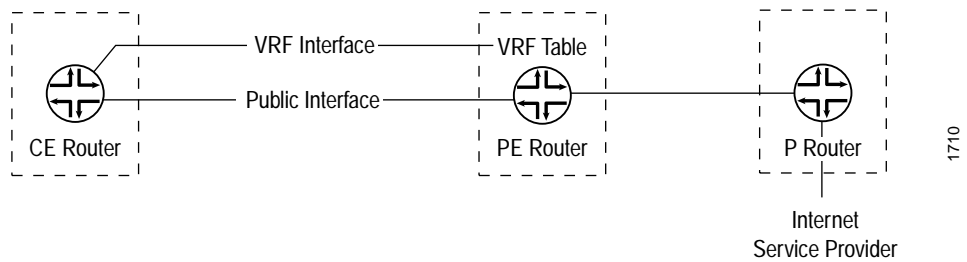 VRF Interface
VRF Table
Public Interface
CE Router
PE Router
P Router
Internet
Service Provider
1710